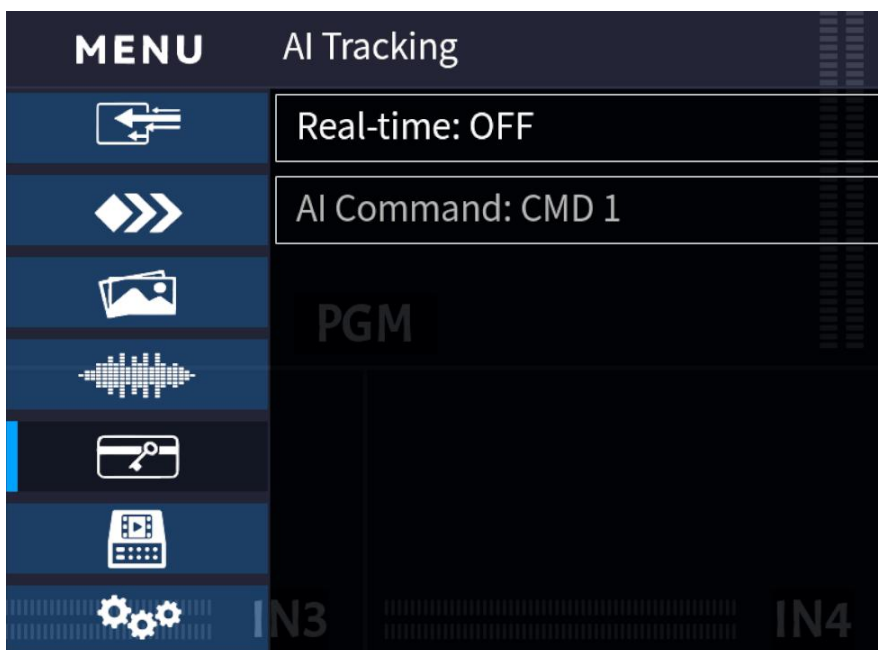 MENU AI Tracking
Real-time: OFF
AI Command: CMD 1
PGM
IN3 IN4